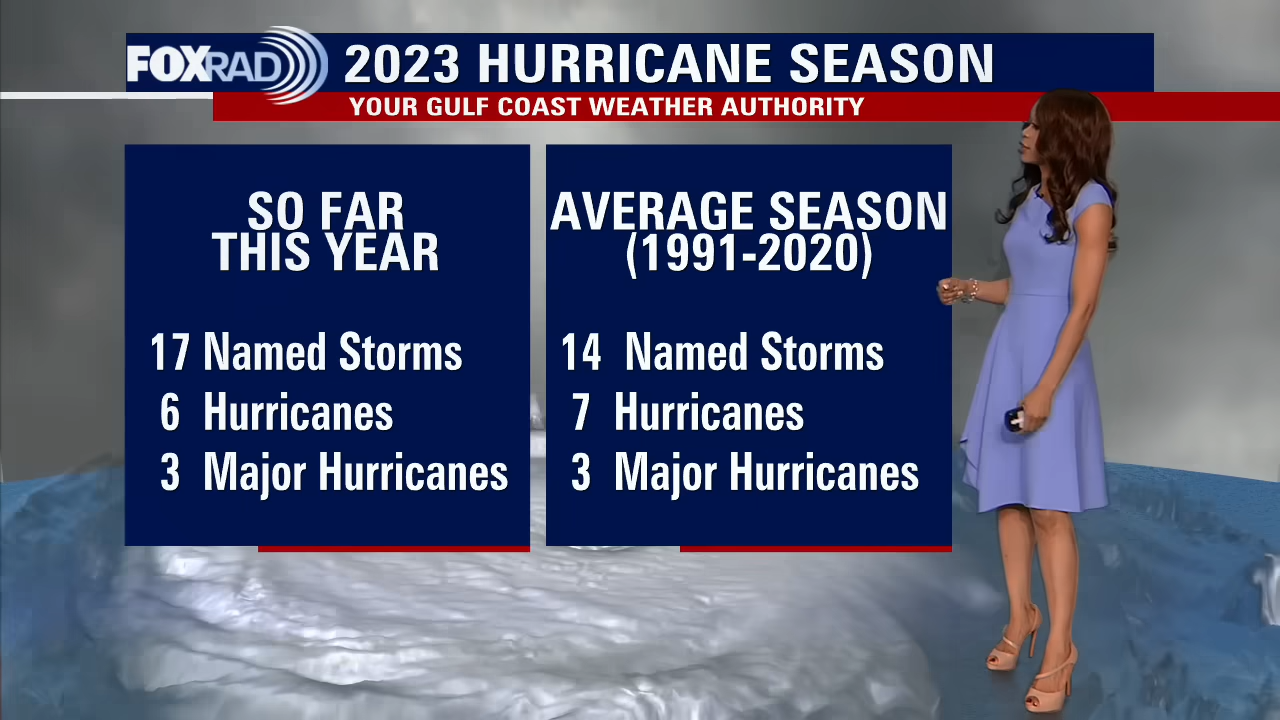 FOXRAD
2023 HURRICANE SEASON
YOUR GULF COAST WEATHER AUTHORITY
SO FAR
THIS YEAR
17 Named Storms
6 Hurricanes
3 Major Hurricanes
AVERAGE SEASON
(1991-2020)
14 Named Storms
7 Hurricanes
3 Major Hurricanes